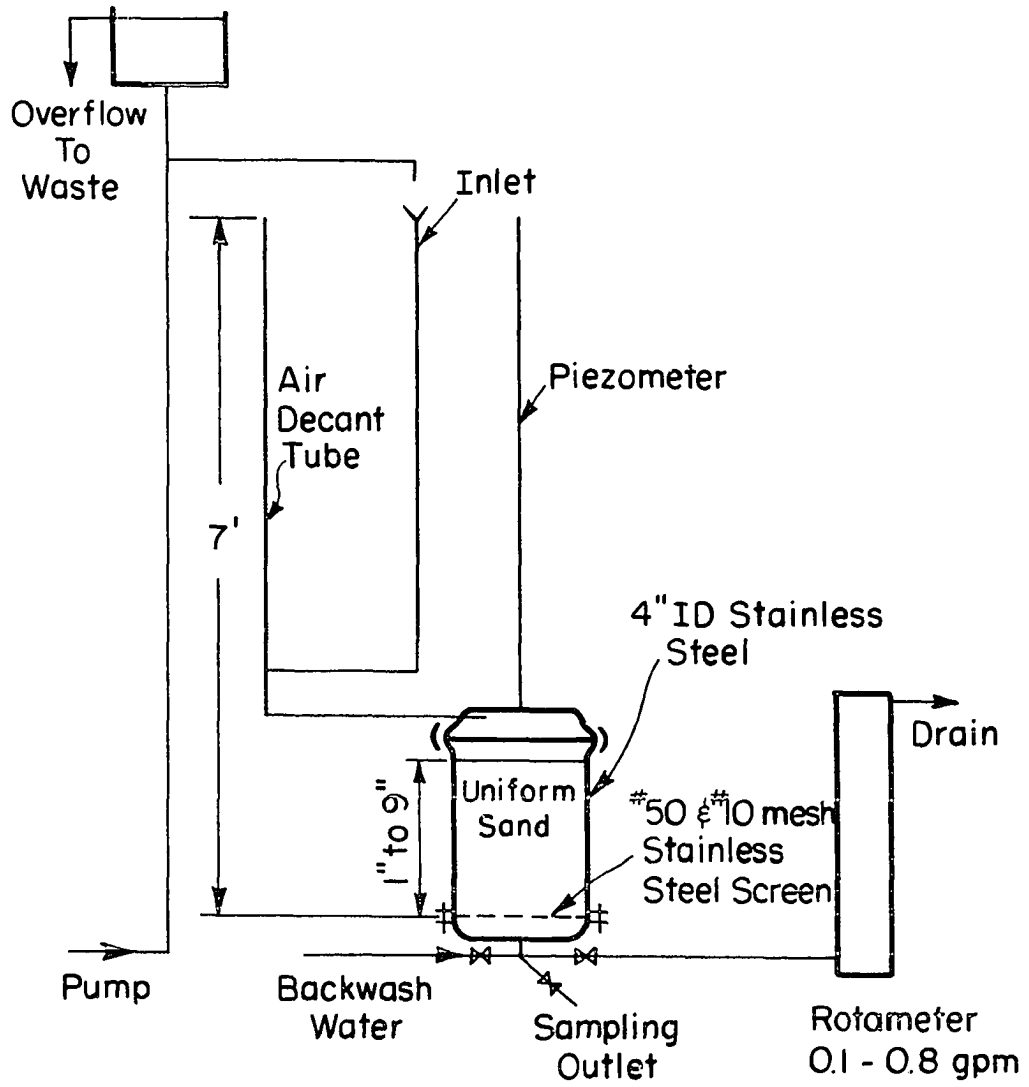 Overflow
To
Waste
Inlet
Air
Decant
Tube
Piezometer
7'
4" ID Stainless
Steel
Drain
1" to 9"
Uniform
Sand
#50 & #10 mesh
Stainless
Steel Screen
Pump
Backwash
Water
Sampling
Outlet
Rotameter
0.1 - 0.8 gpm